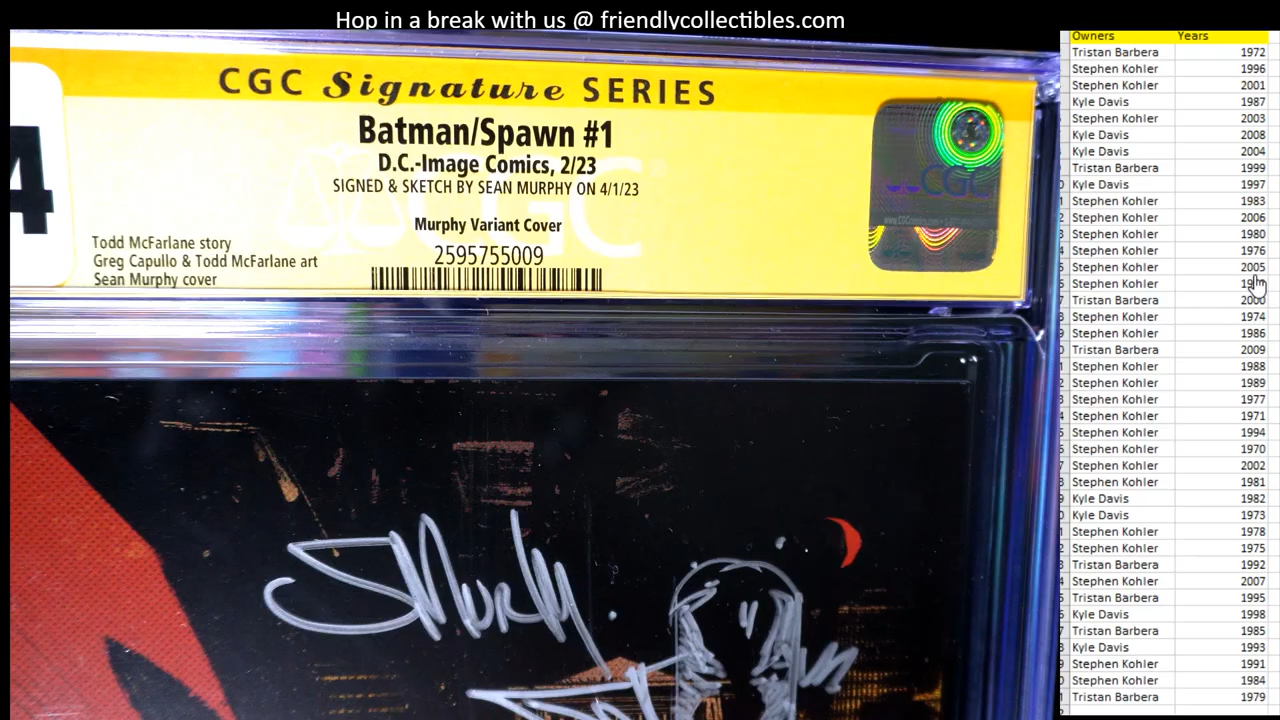 Hop in a break with us @ friendlycollectibles.com
CGC Signature SERIES
Batman/Spawn #1
D.C.-Image Comics, 2/23
SIGNED & SKETCH BY SEAN MURPHY ON 4/1/23
Murphy Variant Cover
2595755009
Todd McFarlane story
Greg Capullo & Todd McFarlane art
Sean Murphy cover
4
CGC
SMurphy
Owners Years
Tristan Barbera 1972
Stephen Kohler 1996
Stephen Kohler 2001
Kyle Davis 1987
Stephen Kohler 2003
Kyle Davis 2008
Kyle Davis 2004
Tristan Barbera 1999
Kyle Davis 1997
Stephen Kohler 1983
Stephen Kohler 2006
Stephen Kohler 1980
Stephen Kohler 1976
Stephen Kohler 2005
Stephen Kohler
Tristan Barbera 2000
Stephen Kohler 1974
Stephen Kohler 1986
Tristan Barbera 2009
Stephen Kohler 1988
Stephen Kohler 1989
Stephen Kohler 1977
Stephen Kohler 1971
Stephen Kohler 1994
Stephen Kohler 1970
Stephen Kohler 2002
Stephen Kohler 1981
Kyle Davis 1982
Kyle Davis 1973
Stephen Kohler 1978
Stephen Kohler 1975
Tristan Barbera 1992
Stephen Kohler 2007
Tristan Barbera 1995
Kyle Davis 1998
Tristan Barbera 1985
Kyle Davis 1993
Stephen Kohler 1991
Stephen Kohler 1984
Tristan Barbera 1979